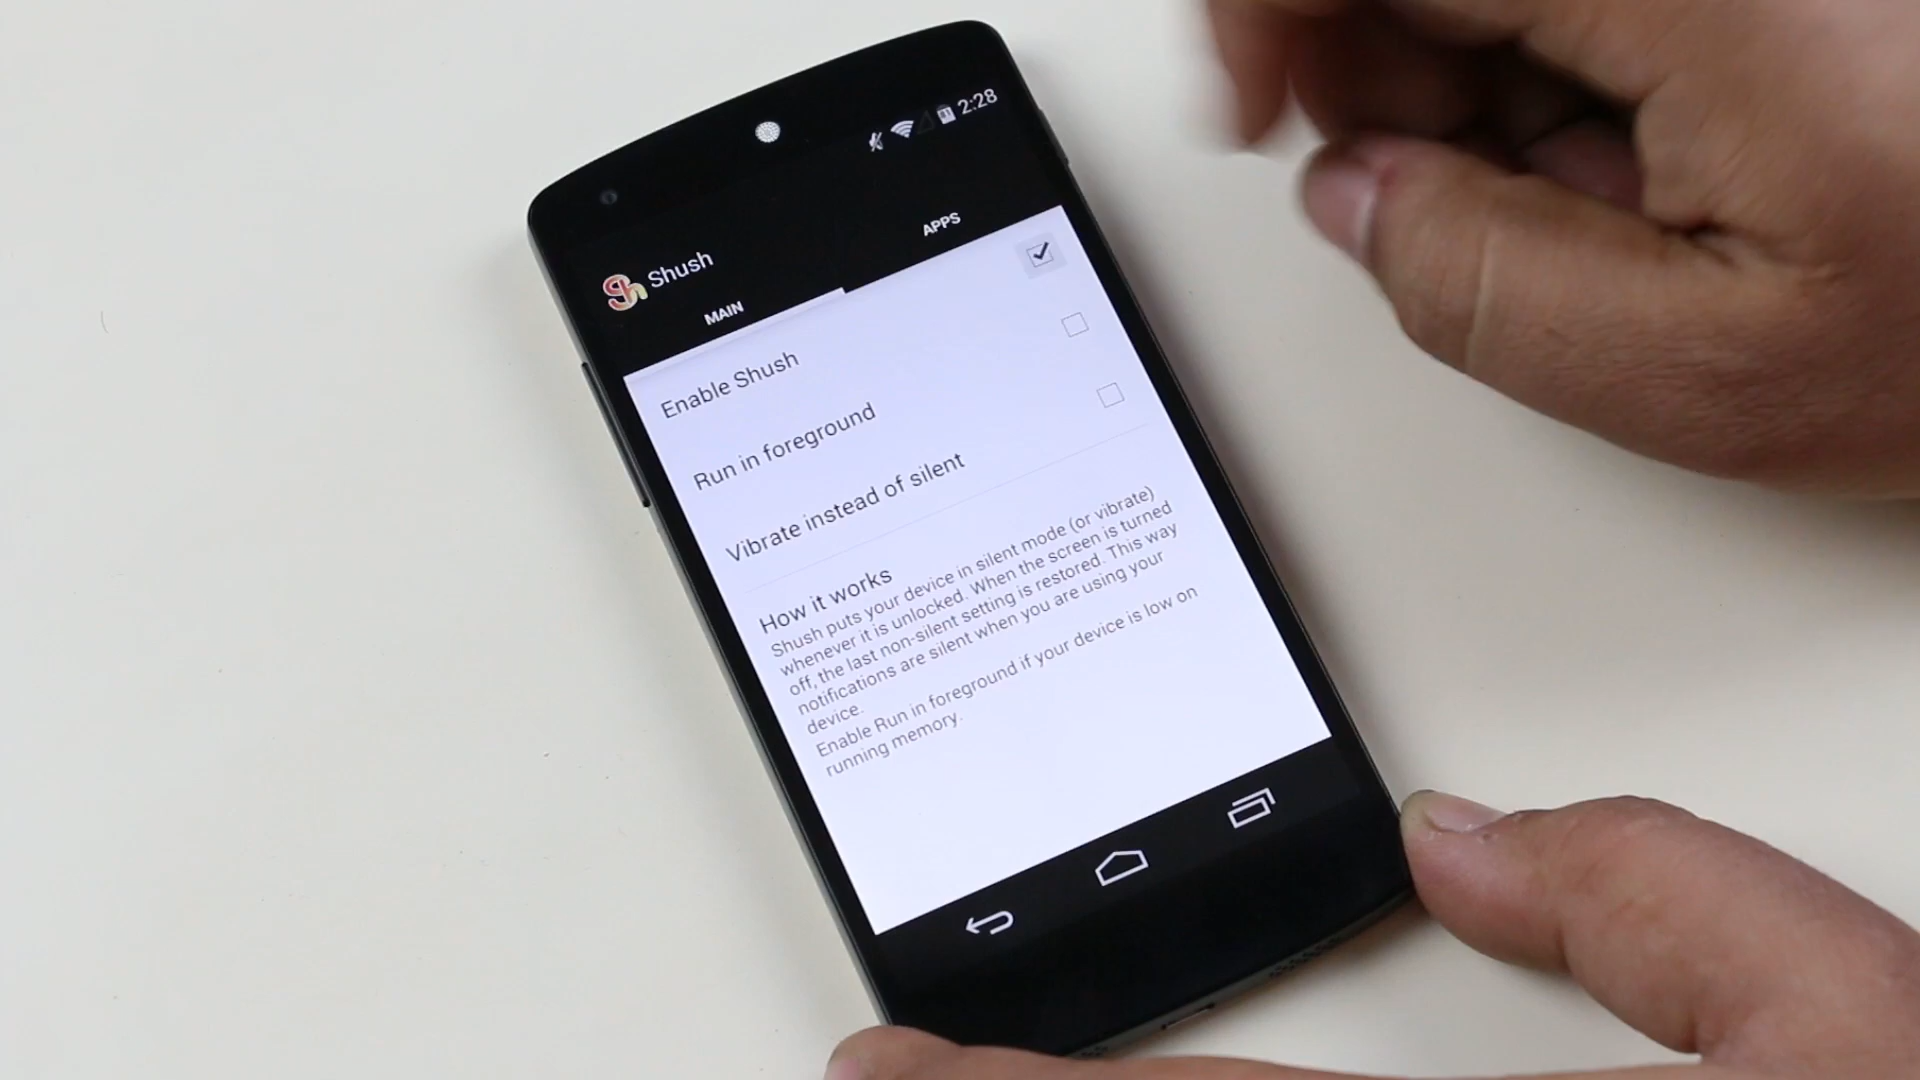 2:28
Shush
MAIN
APPS
Enable Shush
Run in foreground
Vibrate instead of silent
How it works
Shush puts your device in silent mode (or vibrate)
whenever it is unlocked. When the screen is turned
off, the last non-silent setting is restored. This way
notifications are silent when you are using your
device.
Enable Run in foreground if your device is low on
running memory.